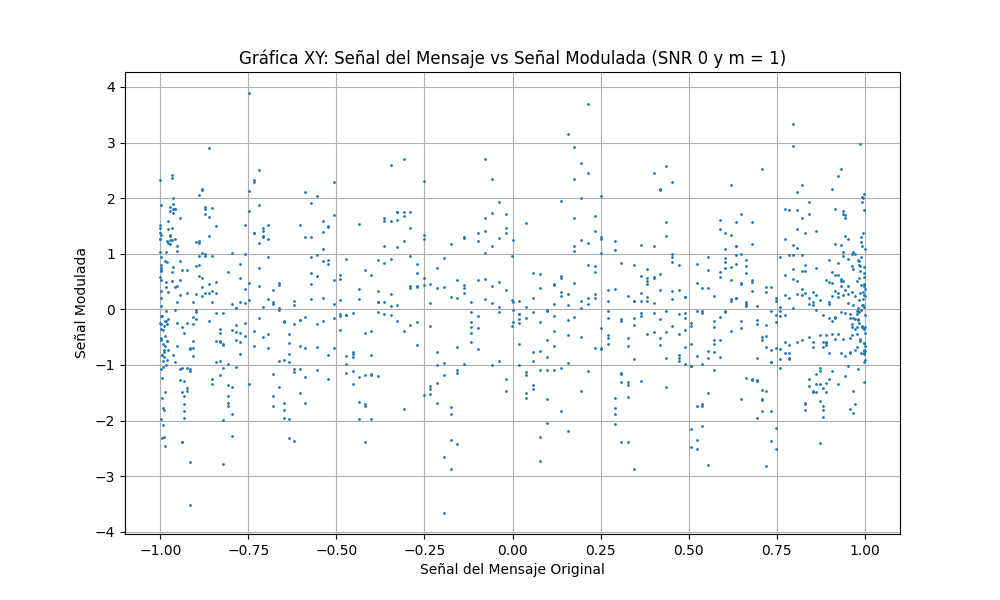 Gráfica XY: Señal del Mensaje vs Señal Modulada (SNR 0 y m = 1)
4
3
2
1
0
−1
−2
−3
−4
Señal Modulada
−1.00 −0.75 −0.50 −0.25 0.00 0.25 0.50 0.75 1.00
Señal del Mensaje Original